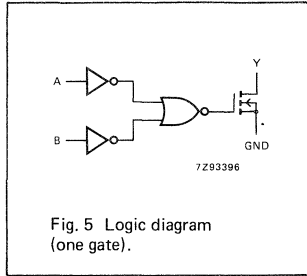 A
B
Y
GND
7Z93396
Fig. 5 Logic diagram
(one gate).